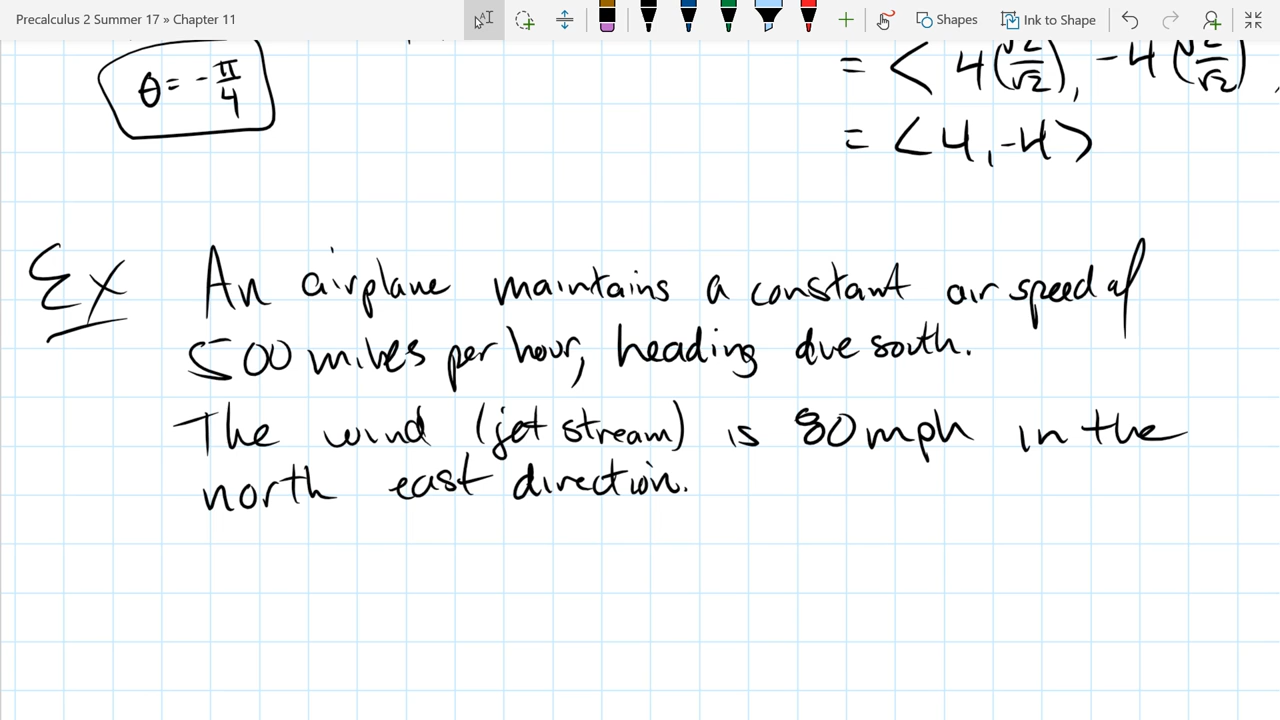 Precalculus 2 Summer 17 » Chapter 11
Shapes
Ink to Shape
θ = -π/4
= < 4(√2/√2), -4(√2/√2),
= <4, -4>
Ex An airplane maintains a constant air speed of
500 miles per hour, heading due south.
The wind (jet stream) is 80 mph in the
north east direction.